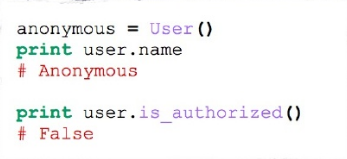 anonymous = User()
print user.name
# Anonymous
print user.is_authorized()
# False